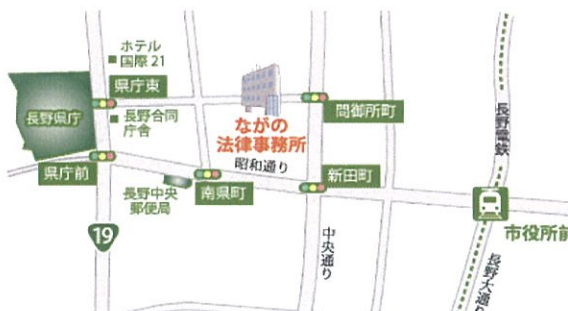 ホテル
国際21
県庁東
長野県庁
長野合同
庁舎
ながの
法律事務所
問御所町
昭和通り
県庁前
長野中央
郵便局
南県町
新田町
19
中央通り
長野電鉄
市役所前
長野大通り